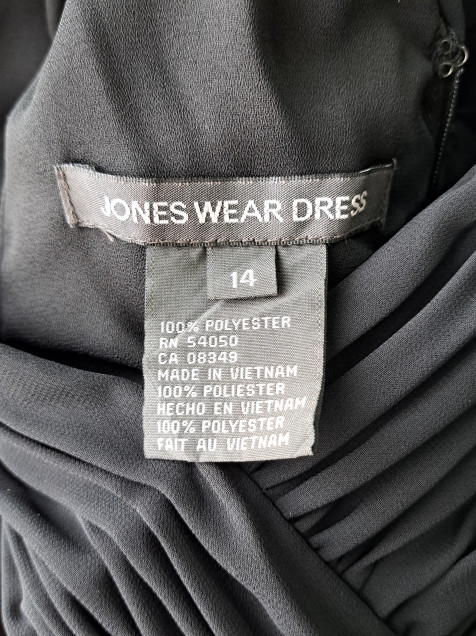 JONES WEAR DRESS
14
100% POLYESTER
RN 54050
CA 08349
MADE IN VIETNAM
100% POLIESTER
HECHO EN VIETNAM
100% POLYESTER
FAIT AU VIETNAM